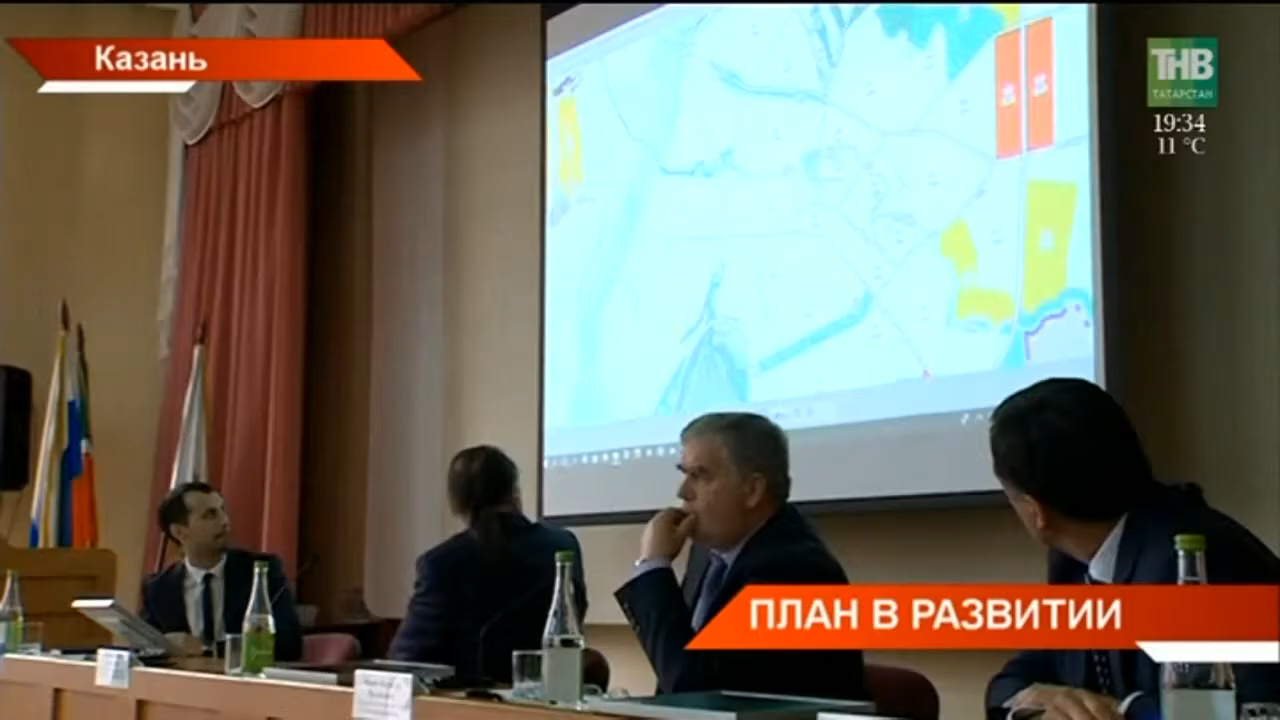 Казань
ТНВ
ТАТАРСТАН
19:34
11 °C
ПЛАН В РАЗВИТИИ